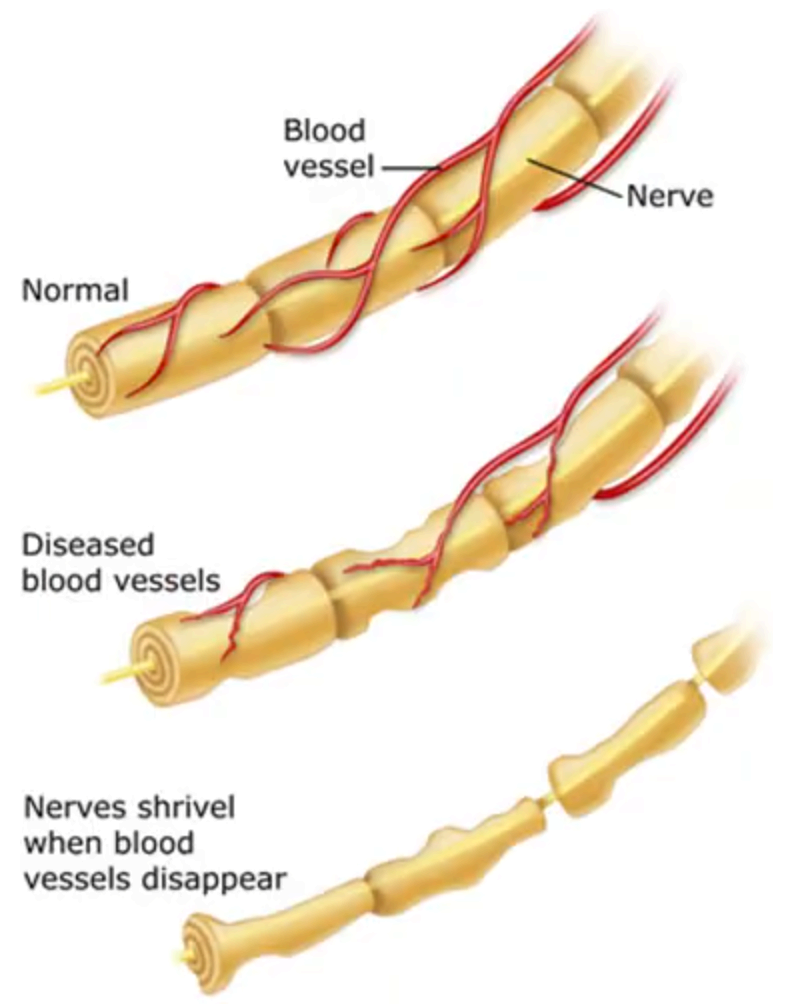 Blood
vessel
Nerve
Normal
Diseased
blood vessels
Nerves shrivel
when blood
vessels disappear